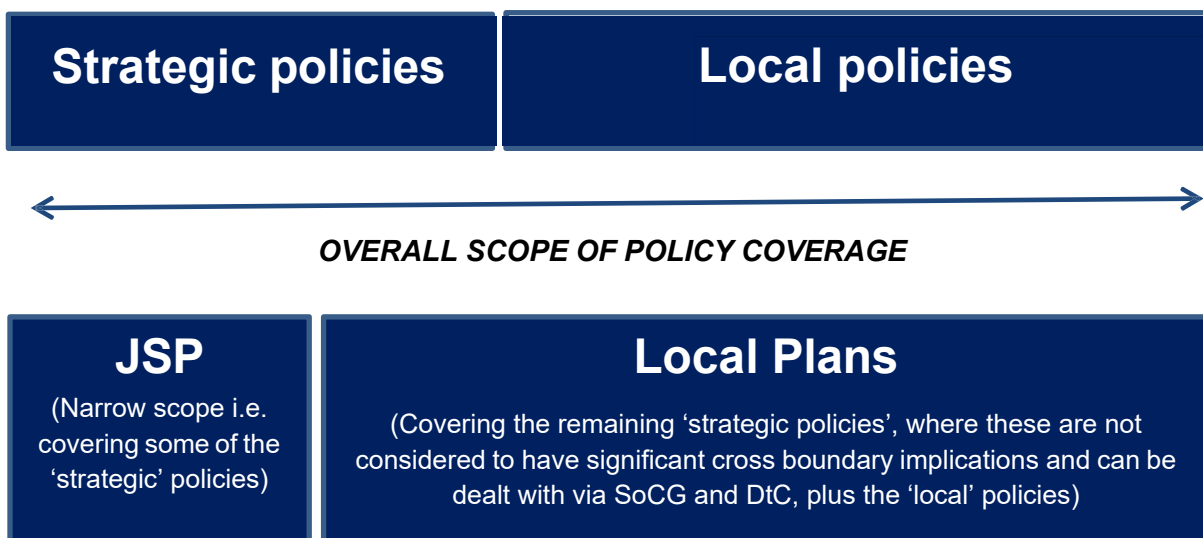 Strategic policies
Local policies
OVERALL SCOPE OF POLICY COVERAGE
JSP
(Narrow scope i.e.
covering some of the
‘strategic’ policies)
Local Plans
(Covering the remaining ‘strategic policies’, where these are not
considered to have significant cross boundary implications and can be
dealt with via SoCG and DtC, plus the ‘local’ policies)